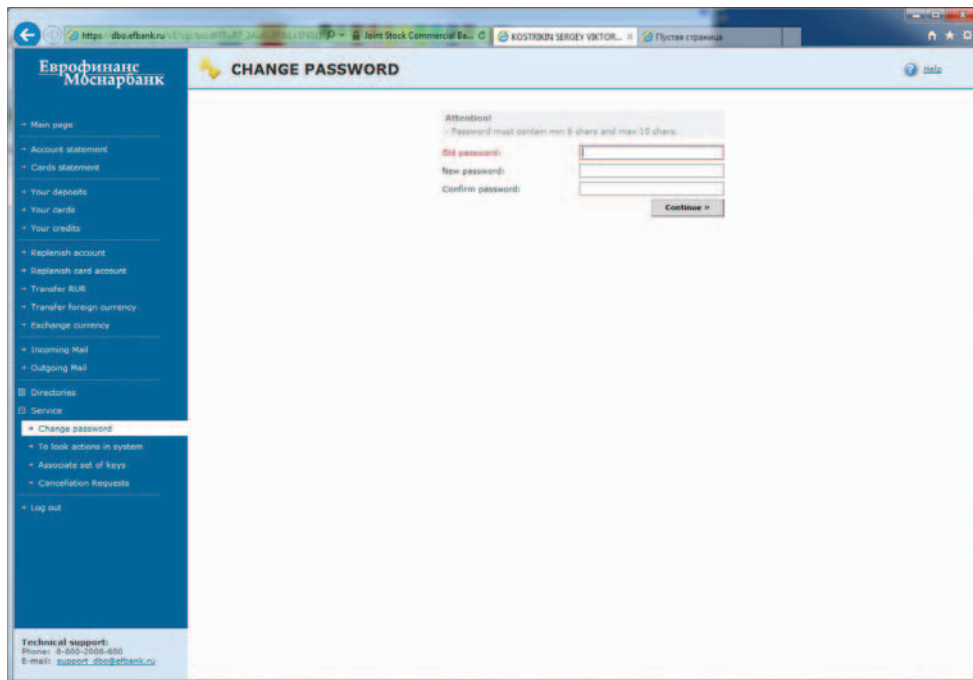 https dbo.efbank.ru
Joint Stock Commercial Ba...
KOSTRIKIN SERGEY VIKTOR...
Пустая страница
Еврофинанс
Моснарбанк
CHANGE PASSWORD
Help
Main page
Account statement
Cards statement
Your deposits
Your cards
Your credits
Replenish account
Replenish card account
Transfer RUR
Transfer foreign currency
Exchange currency
Incoming Mail
Outgoing Mail
Directories
Service
Change password
To look actions in system
Associate set of keys
Cancellation Requests
Log out
Attention!
- Password must contain min 6 chars and max 10 chars.
Old password:
New password:
Confirm password:
Continue »
Technical support:
Phone: 8-800-2008-600
E-mail: support_dbo@efbank.ru